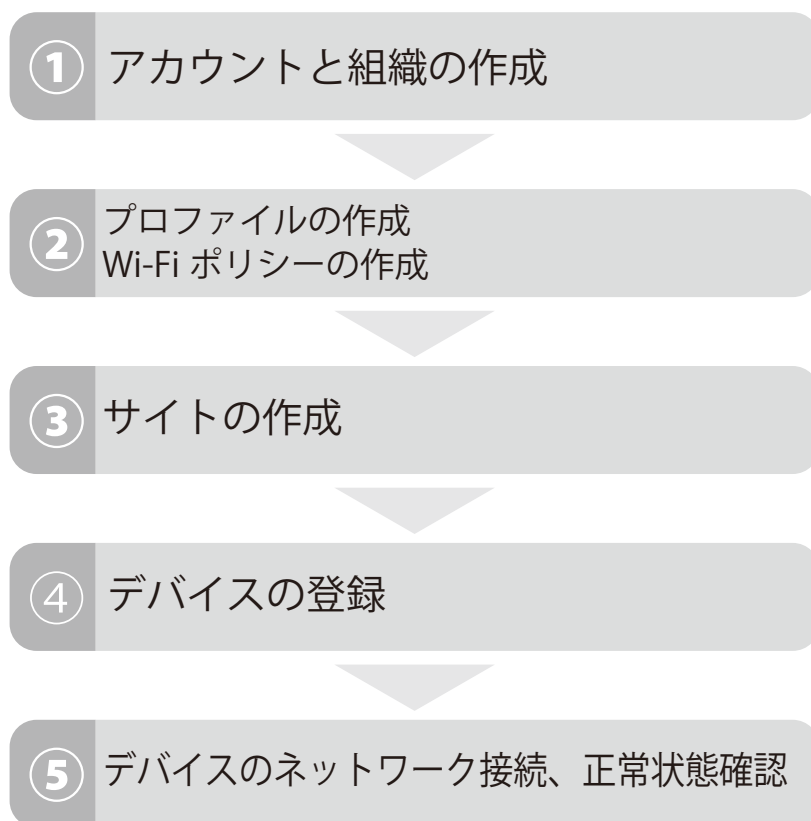 ① アカウントと組織の作成
② プロファイルの作成
Wi-Fi ポリシーの作成
③ サイトの作成
④ デバイスの登録
⑤ デバイスのネットワーク接続、正常状態確認